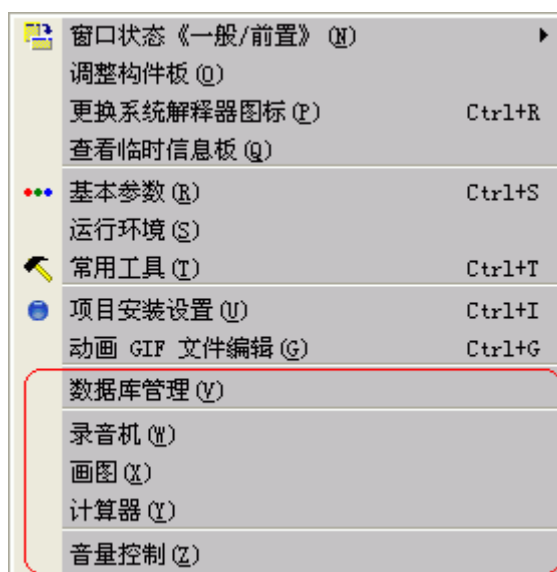 窗口状态《一般/前置》(N)
调整构件板(O)
更换系统解释器图标(P) Ctrl+R
查看临时信息板(Q)
基本参数(R) Ctrl+S
运行环境(S)
常用工具(T) Ctrl+T
项目安装设置(U) Ctrl+I
动画 GIF 文件编辑(G) Ctrl+G
数据库管理(V)
录音机(W)
画图(X)
计算器(Y)
音量控制(Z)